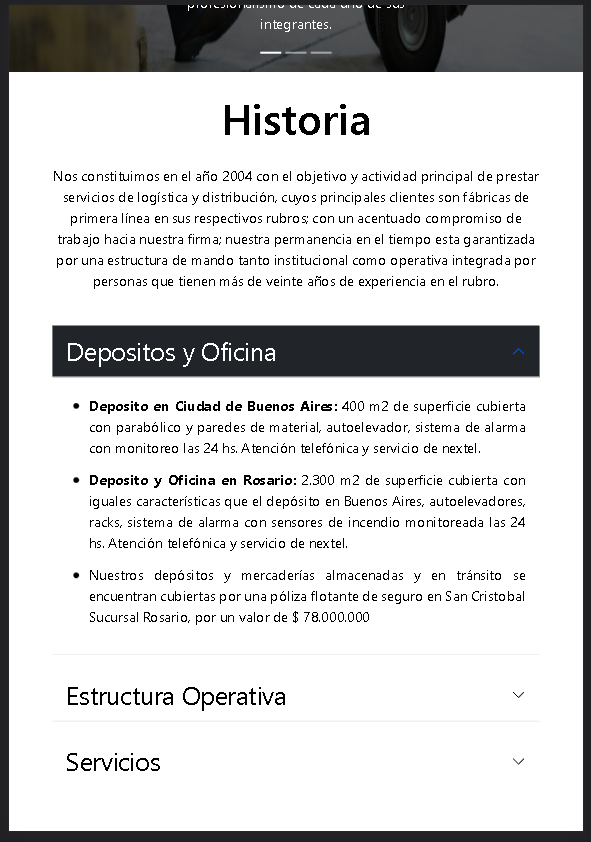 profesionalismo de cada uno de sus
integrantes.
Historia
Nos constituimos en el año 2004 con el objetivo y actividad principal de prestar
servicios de logística y distribución, cuyos principales clientes son fábricas de
primera línea en sus respectivos rubros; con un acentuado compromiso de
trabajo hacia nuestra firma; nuestra permanencia en el tiempo esta garantizada
por una estructura de mando tanto institucional como operativa integrada por
personas que tienen más de veinte años de experiencia en el rubro.
Depositos y Oficina
Deposito en Ciudad de Buenos Aires: 400 m2 de superficie cubierta
con parabólico y paredes de material, autoelevador, sistema de alarma
con monitoreo las 24 hs. Atención telefónica y servicio de nextel.
Deposito y Oficina en Rosario: 2.300 m2 de superficie cubierta con
iguales características que el depósito en Buenos Aires, autoelevadores,
racks, sistema de alarma con sensores de incendio monitoreada las 24
hs. Atención telefónica y servicio de nextel.
Nuestros depósitos y mercaderías almacenadas y en tránsito se
encuentran cubiertas por una póliza flotante de seguro en San Cristobal
Sucursal Rosario, por un valor de $ 78.000.000
Estructura Operativa
Servicios